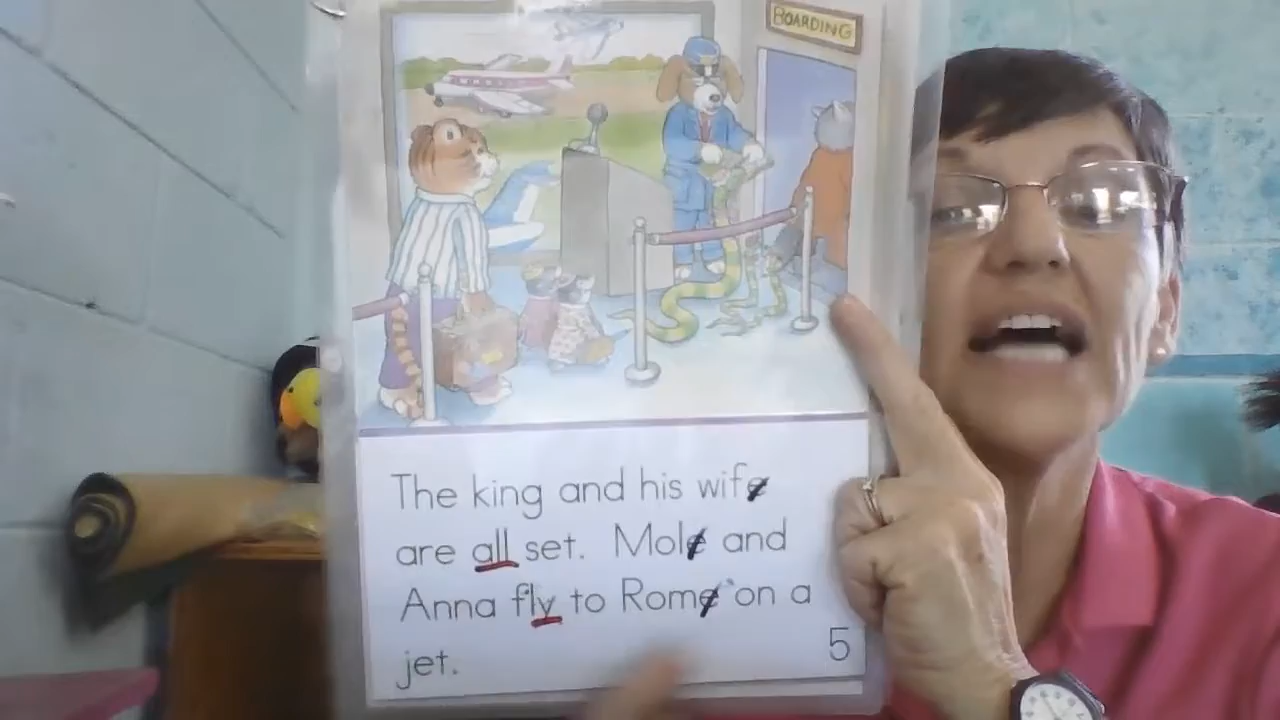 BOARDING
The king and his wife
are all set. Mole and
Anna fly to Rome on a
jet.
5